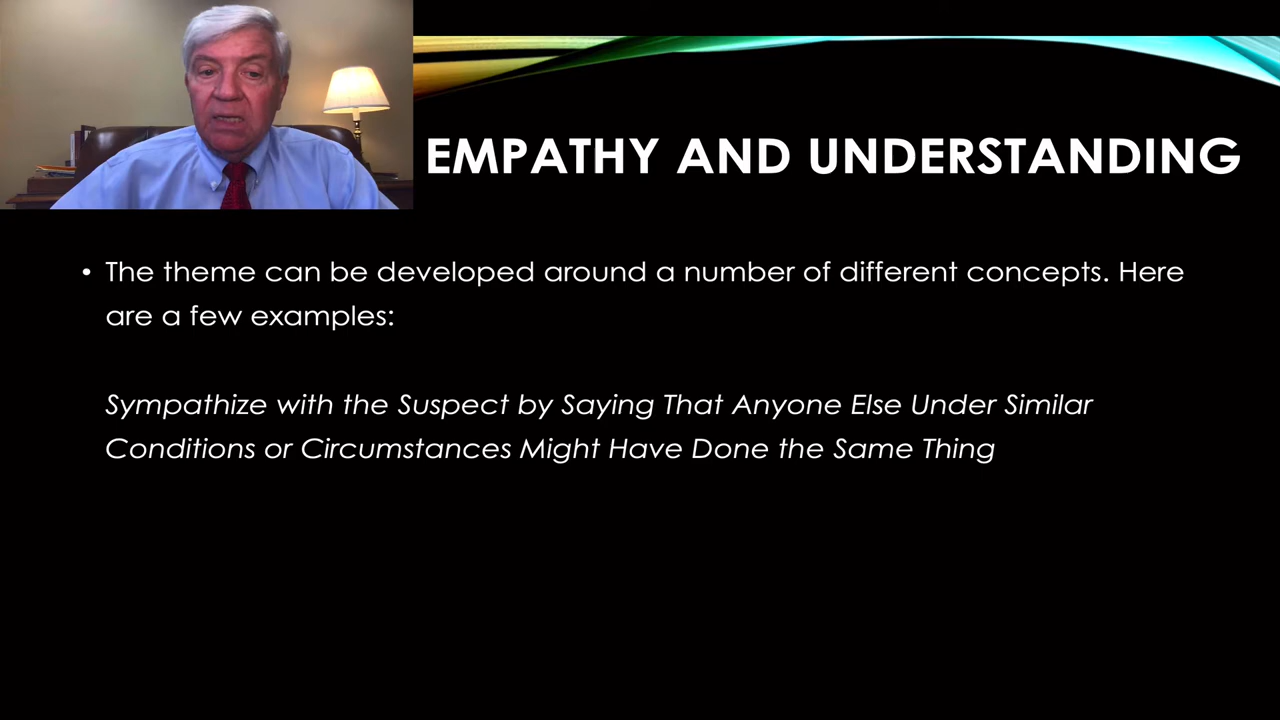 EMPATHY AND UNDERSTANDING
• The theme can be developed around a number of different concepts. Here
are a few examples:
Sympathize with the Suspect by Saying That Anyone Else Under Similar
Conditions or Circumstances Might Have Done the Same Thing